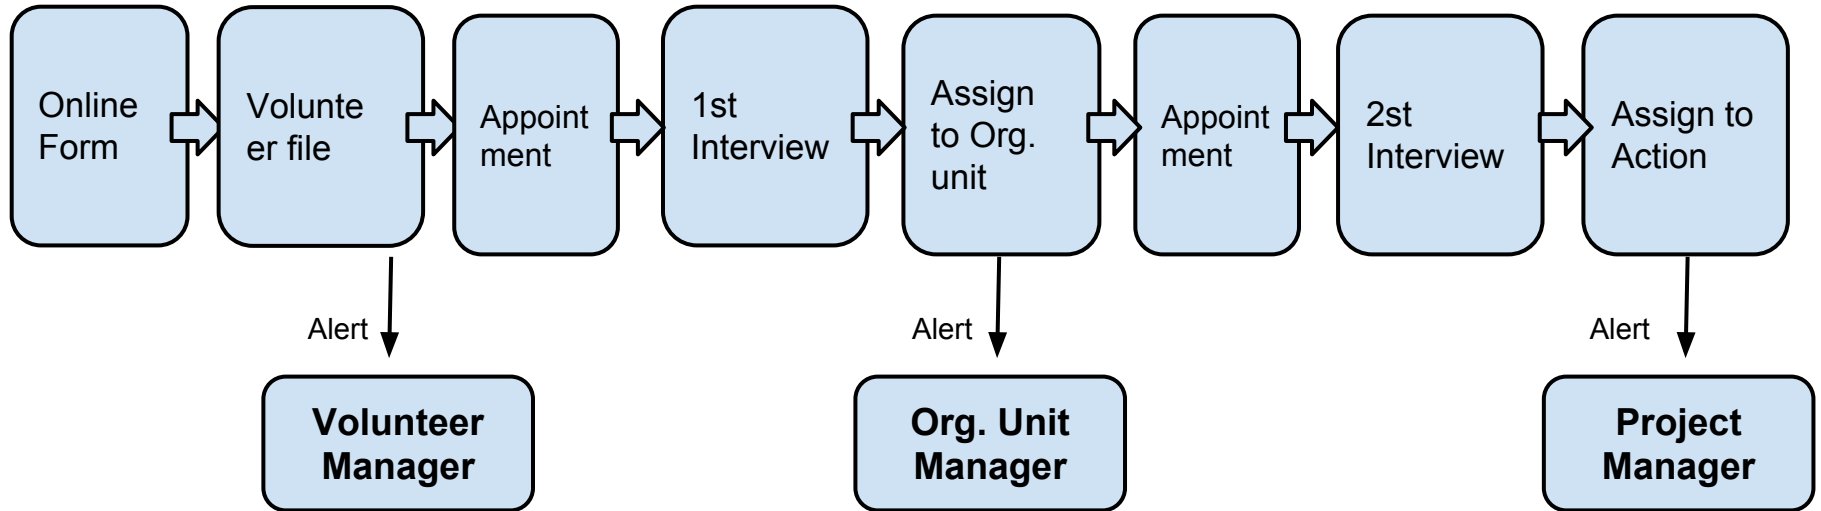 Online
Form
Volunte
er file
Appoint
ment
1st
Interview
Assign
to Org.
unit
Appoint
ment
2st
Interview
Assign to
Action
Alert
Alert
Alert
Volunteer
Manager
Org. Unit
Manager
Project
Manager